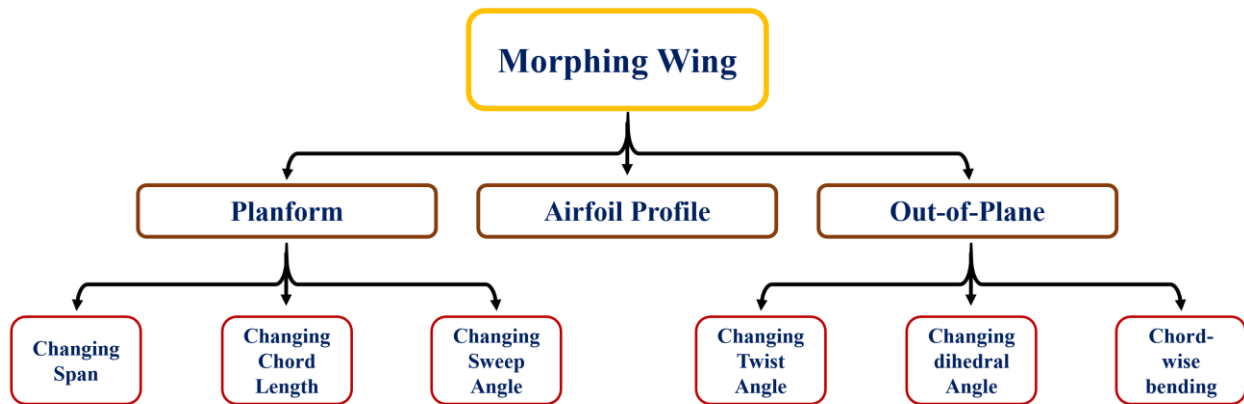 Morphing Wing
Planform
Airfoil Profile
Out-of-Plane
Changing
Span
Changing
Chord
Length
Changing
Sweep
Angle
Changing
Twist
Angle
Changing
dihedral
Angle
Chord-
wise
bending